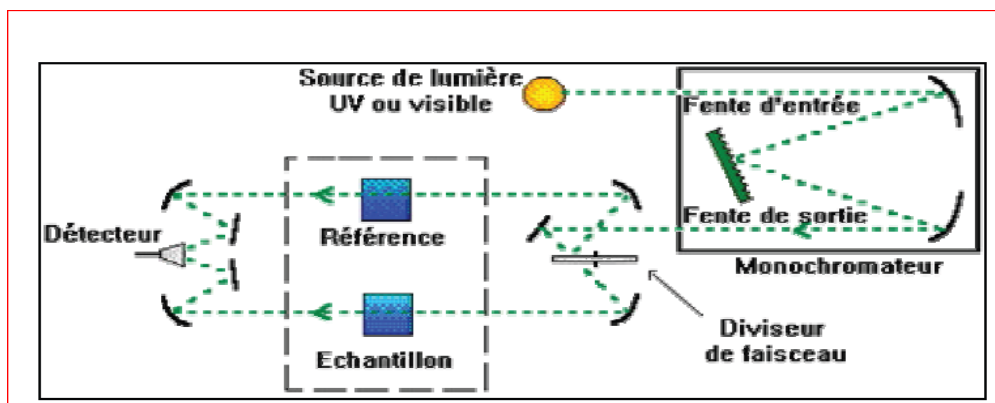 Source de lumière
UV ou visible
Fente d'entrée
Fente de sortie
Monochromateur
Détecteur
Référence
Echantillon
Diviseur
de faisceau